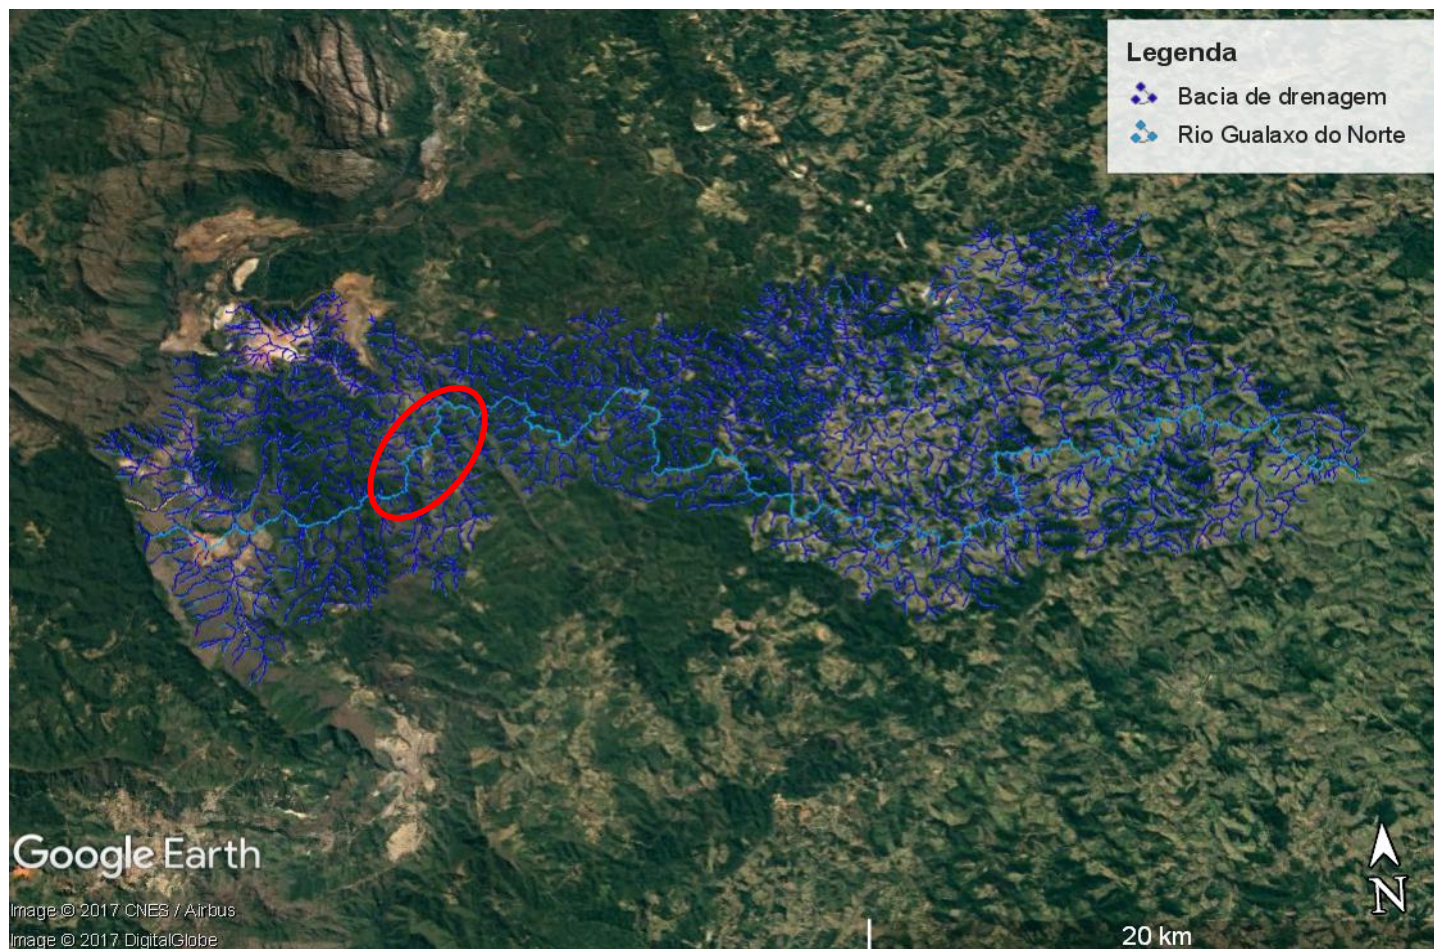 Legenda
Bacia de drenagem
Rio Gualaxo do Norte
Google Earth
N
Image © 2017 CNES / Airbus
Image © 2017 DigitalGlobe
20 km